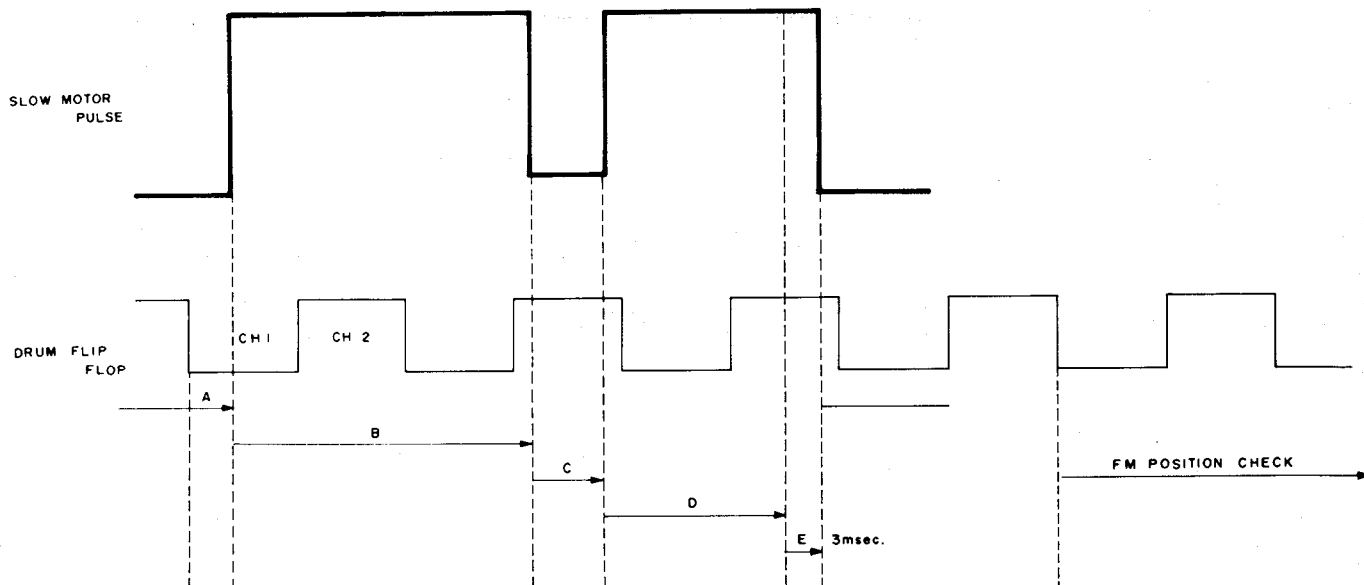 SLOW MOTOR
PULSE
CH 1
CH 2
DRUM FLIP
FLOP
A
B
C
FM POSITION CHECK
D
E
3msec.